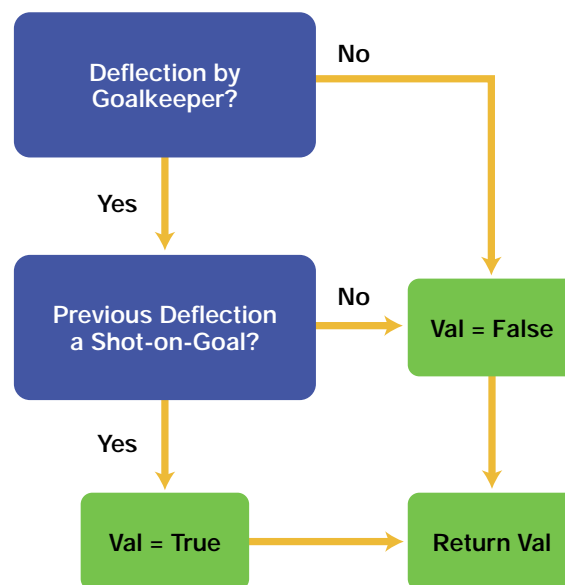 Deflection by
Goalkeeper?
No
Yes
Previous Deflection
a Shot-on-Goal?
No
Val = False
Yes
Val = True
Return Val